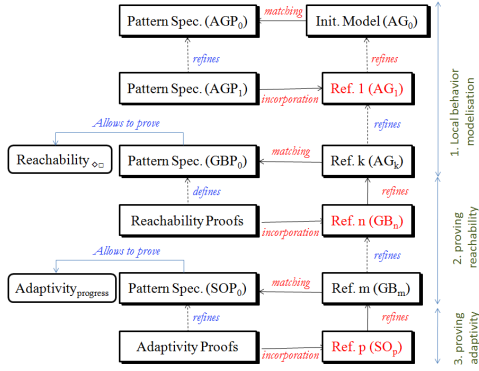 Pattern Spec. (AGP0) matching Init. Model (AG0)
refines refines
Pattern Spec. (AGP1) incorporation Ref. 1 (AG1)
refines
Allows to prove
Reachability ◇□ Pattern Spec. (GBP0) matching Ref. k (AGk)
defines refines
Reachability Proofs incorporation Ref. n (GBn)
Allows to prove refines
Adaptivityprogress Pattern Spec. (SOP0) matching Ref. m (GBm)
refines refines
Adaptivity Proofs incorporation Ref. p (SOp)
1. Local behavior
modelisation
2. proving
reachability
3. proving
adaptivity